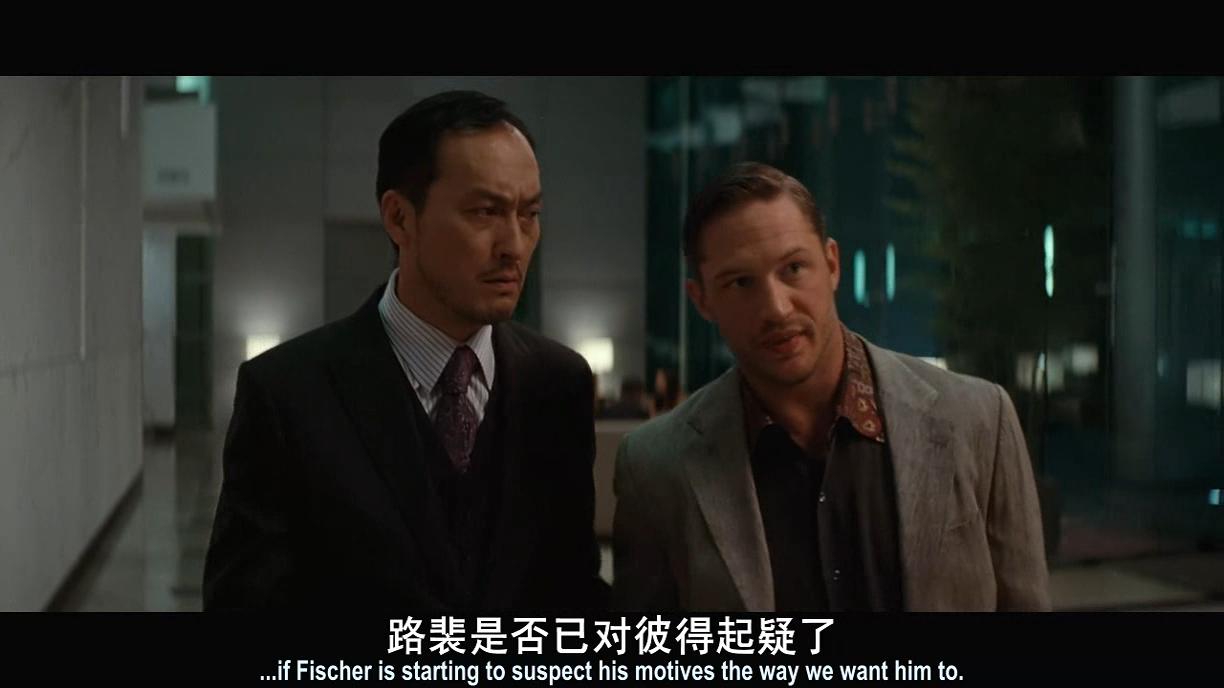 路裴是否已对彼得起疑了
...if Fischer is starting to suspect his motives the way we want him to.